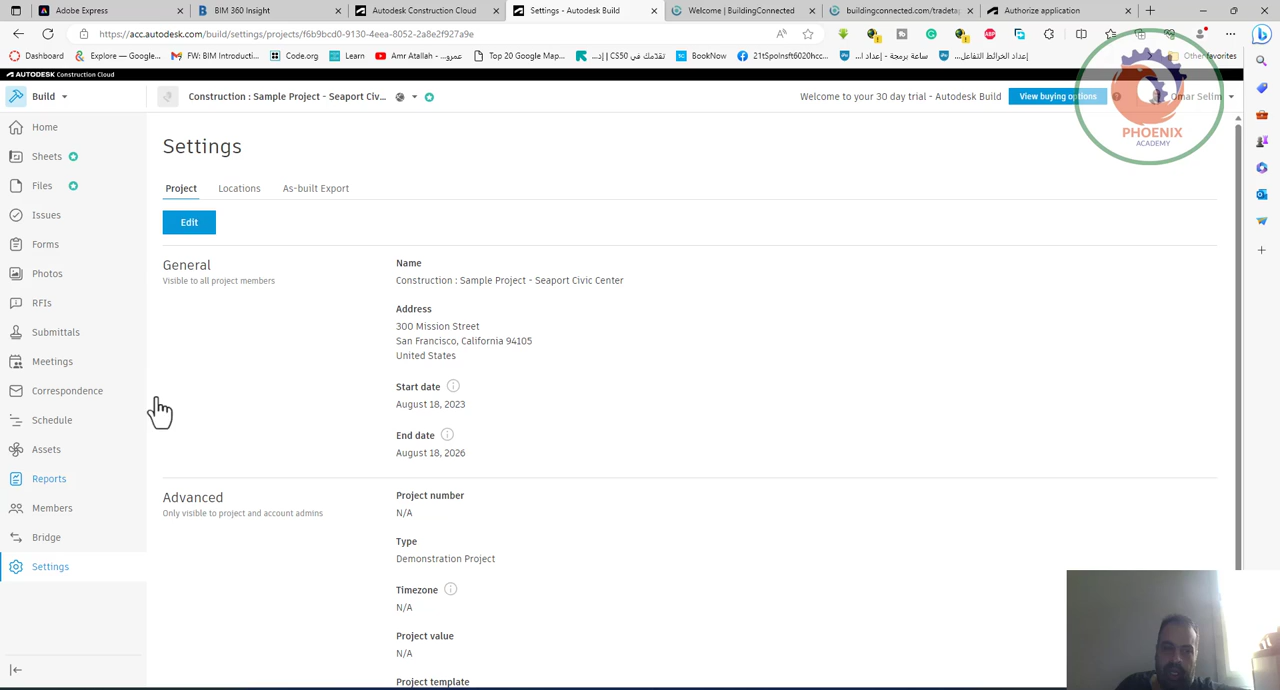 Adobe Express
BIM 360 Insight
Autodesk Construction Cloud
Settings - Autodesk Build
Welcome | BuildingConnected
buildingconnected.com/tradetap
Authorize application
https://acc.autodesk.com/build/settings/projects/f6b9bcd0-9130-4eea-8052-2a8e2f927a9e
Dashboard
Explore — Google...
FW: BIM Introducti...
Code.org
Learn
Amr Atallah - عمرو...
Top 20 Google Map...
تقدمك في CS50 | إد...
BookNow
21tSpoInsft6020hcc...
ساعة برمجة - إعداد ا...
إعداد الخرائط التفاعل...
Other favorites
AUTODESK Construction Cloud
Build
Construction : Sample Project - Seaport Civ...
Welcome to your 30 day trial - Autodesk Build
View buying options
Omar Selim
PHOENIX
ACADEMY
Home
Sheets
Files
Issues
Forms
Photos
RFIs
Submittals
Meetings
Correspondence
Schedule
Assets
Reports
Members
Bridge
Settings
Settings
Project
Locations
As-built Export
Edit
General
Visible to all project members
Name
Construction : Sample Project - Seaport Civic Center
Address
300 Mission Street
San Francisco, California 94105
United States
Start date
August 18, 2023
End date
August 18, 2026
Advanced
Only visible to project and account admins
Project number
N/A
Type
Demonstration Project
Timezone
N/A
Project value
N/A
Project template